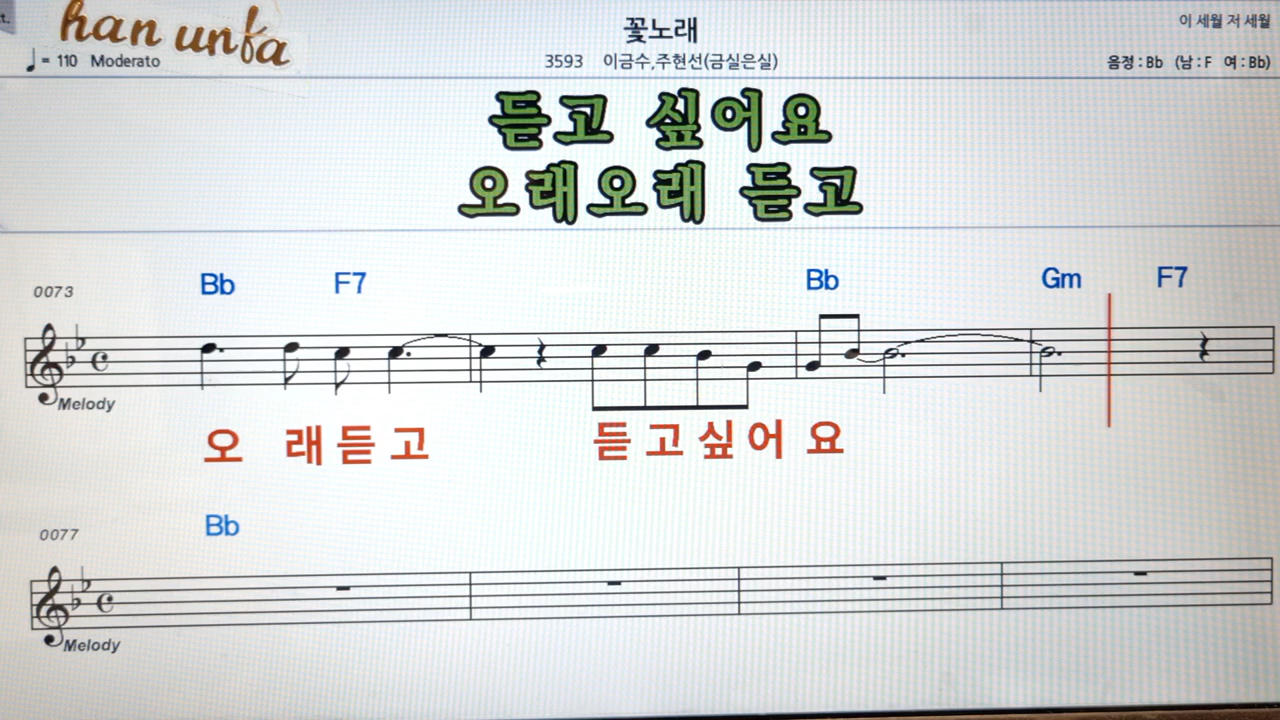 t.
han unfa
꽃노래
이 세월 저 세월
♩ = 110 Moderato
3593 이금수,주현선(금실은실)
음정 : Bb (남 : F 여 : Bb)
듣고 싶어요
오래오래 듣고
Bb F7 Bb Gm F7
0073
Melody
오 래 듣 고 듣 고 싶 어 요
Bb
0077
Melody